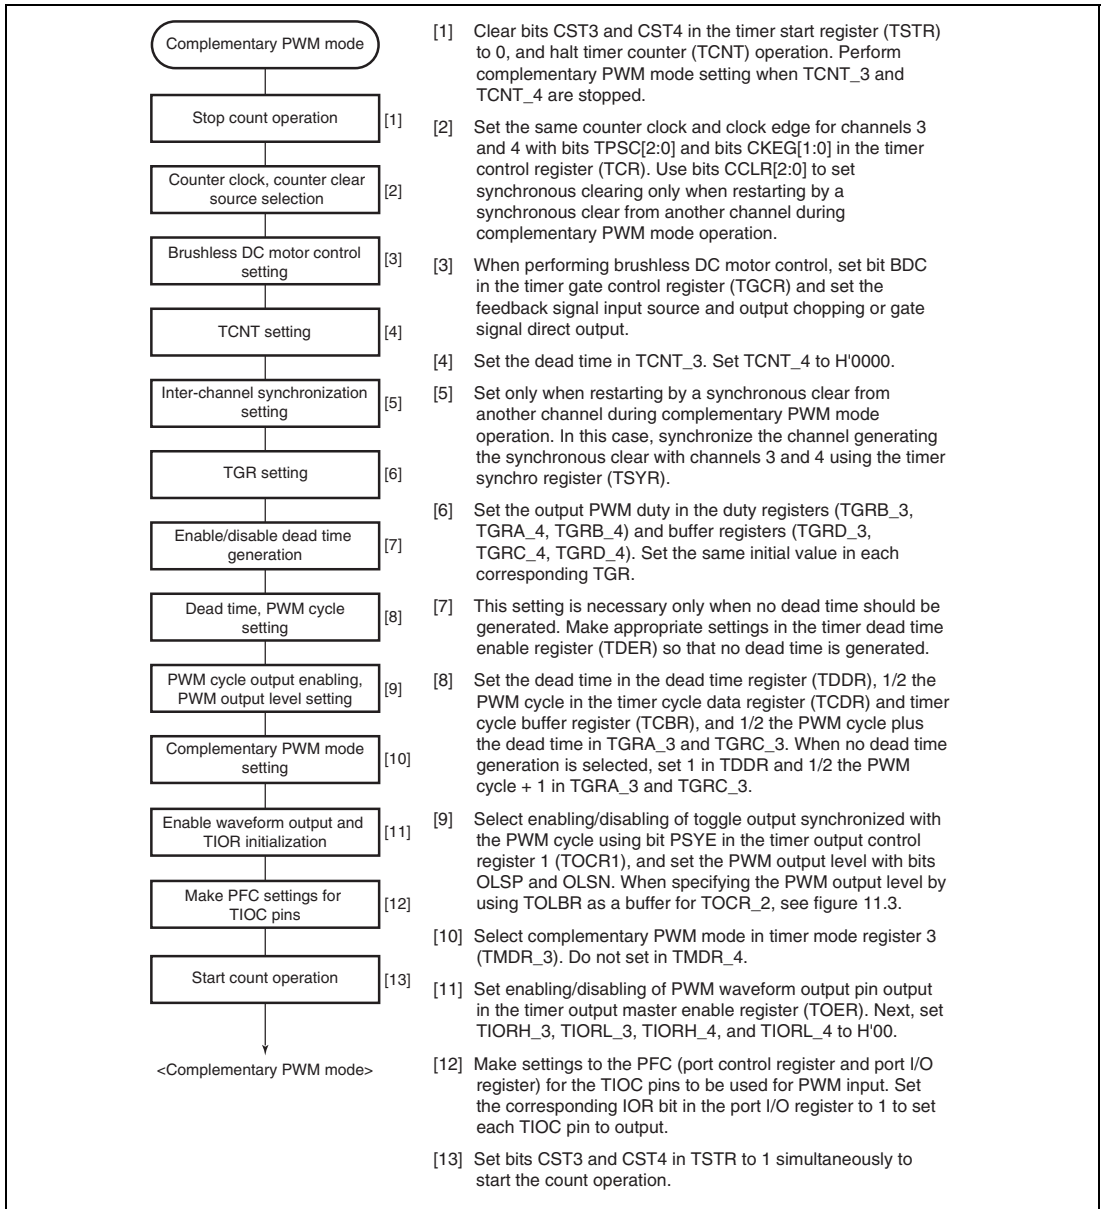 Complementary PWM mode
Stop count operation
[1]
Counter clock, counter clear
source selection
[2]
Brushless DC motor control
setting
[3]
TCNT setting
[4]
Inter-channel synchronization
setting
[5]
TGR setting
[6]
Enable/disable dead time
generation
[7]
Dead time, PWM cycle
setting
[8]
PWM cycle output enabling,
PWM output level setting
[9]
Complementary PWM mode
setting
[10]
Enable waveform output and
TIOR initialization
[11]
Make PFC settings for
TIOC pins
[12]
Start count operation
[13]
<Complementary PWM mode>
[1] Clear bits CST3 and CST4 in the timer start register (TSTR)
to 0, and halt timer counter (TCNT) operation. Perform
complementary PWM mode setting when TCNT_3 and
TCNT_4 are stopped.
[2] Set the same counter clock and clock edge for channels 3
and 4 with bits TPSC[2:0] and bits CKEG[1:0] in the timer
control register (TCR). Use bits CCLR[2:0] to set
synchronous clearing only when restarting by a
synchronous clear from another channel during
complementary PWM mode operation.
[3] When performing brushless DC motor control, set bit BDC
in the timer gate control register (TGCR) and set the
feedback signal input source and output chopping or gate
signal direct output.
[4] Set the dead time in TCNT_3. Set TCNT_4 to H'0000.
[5] Set only when restarting by a synchronous clear from
another channel during complementary PWM mode
operation. In this case, synchronize the channel generating
the synchronous clear with channels 3 and 4 using the timer
synchro register (TSYR).
[6] Set the output PWM duty in the duty registers (TGRB_3,
TGRA_4, TGRB_4) and buffer registers (TGRD_3,
TGRC_4, TGRD_4). Set the same initial value in each
corresponding TGR.
[7] This setting is necessary only when no dead time should be
generated. Make appropriate settings in the timer dead time
enable register (TDER) so that no dead time is generated.
[8] Set the dead time in the dead time register (TDDR), 1/2 the
PWM cycle in the timer cycle data register (TCDR) and timer
cycle buffer register (TCBR), and 1/2 the PWM cycle plus
the dead time in TGRA_3 and TGRC_3. When no dead time
generation is selected, set 1 in TDDR and 1/2 the PWM
cycle + 1 in TGRA_3 and TGRC_3.
[9] Select enabling/disabling of toggle output synchronized with
the PWM cycle using bit PSYE in the timer output control
register 1 (TOCR1), and set the PWM output level with bits
OLSP and OLSN. When specifying the PWM output level by
using TOLBR as a buffer for TOCR_2, see figure 11.3.
[10] Select complementary PWM mode in timer mode register 3
(TMDR_3). Do not set in TMDR_4.
[11] Set enabling/disabling of PWM waveform output pin output
in the timer output master enable register (TOER). Next, set
TIORH_3, TIORL_3, TIORH_4, and TIORL_4 to H'00.
[12] Make settings to the PFC (port control register and port I/O
register) for the TIOC pins to be used for PWM input. Set
the corresponding IOR bit in the port I/O register to 1 to set
each TIOC pin to output.
[13] Set bits CST3 and CST4 in TSTR to 1 simultaneously to
start the count operation.